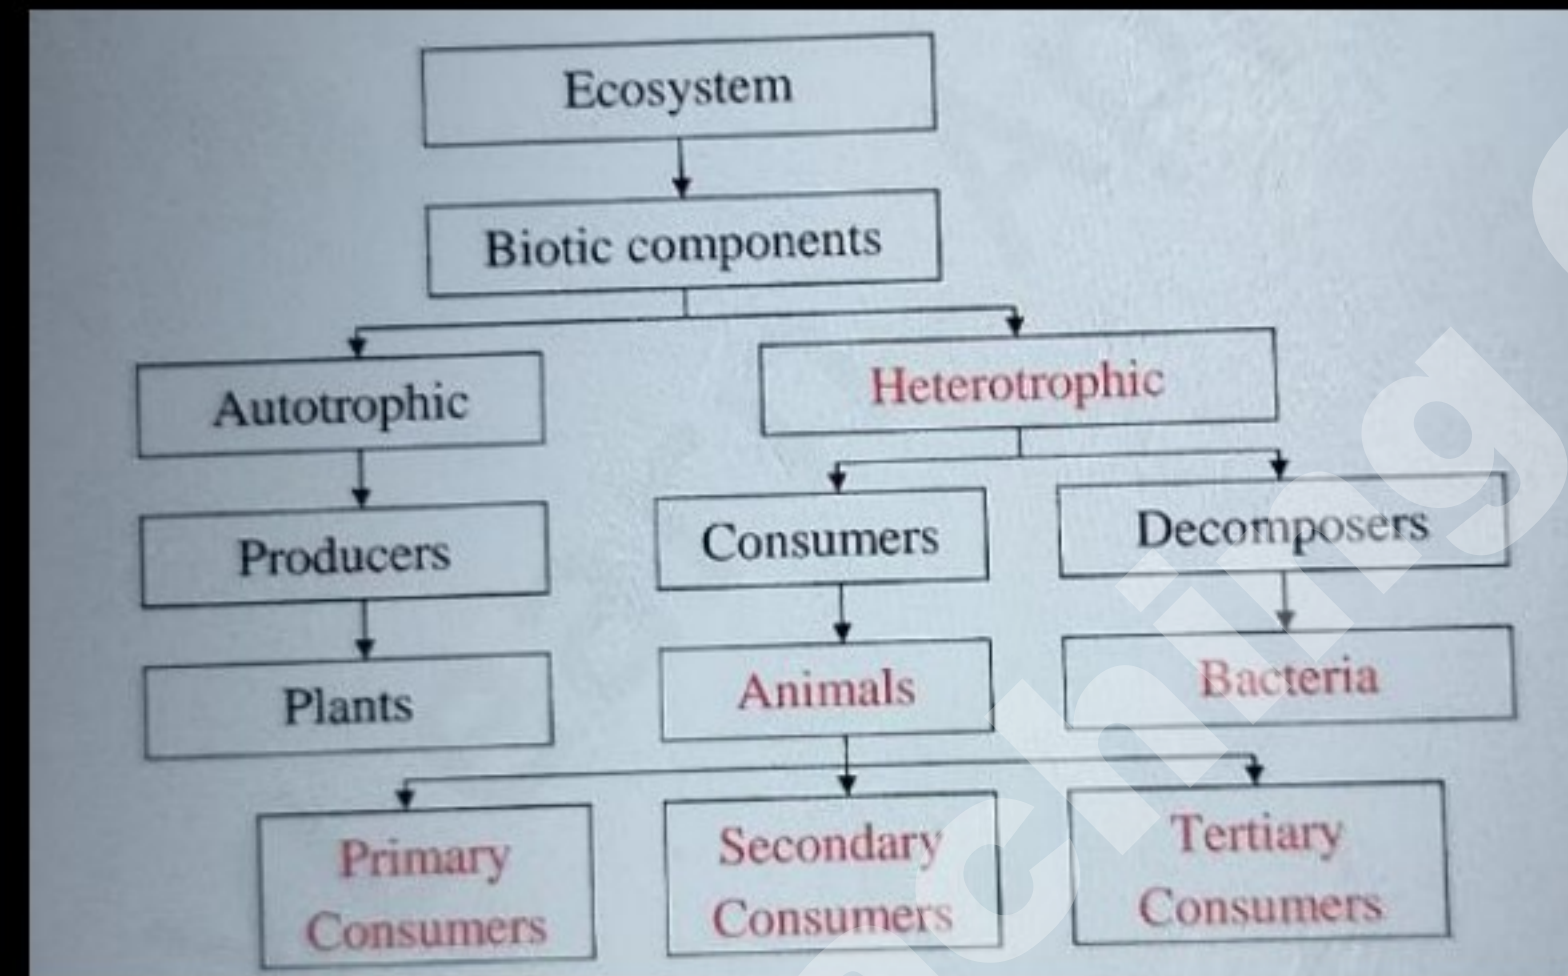 Ecosystem
Biotic components
Autotrophic
Heterotrophic
Consumers
Decomposers
Producers
Animals
Bacteria
Plants
Primary
Consumers
Secondary
Consumers
Tertiary
Consumers